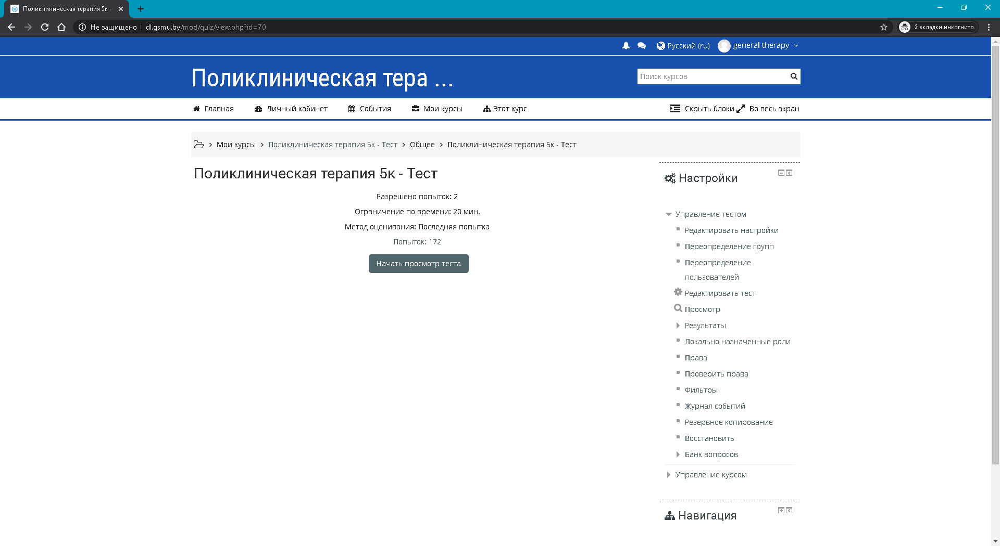 Поликлиническая терапия 5к -
Не защищено
dl.gsmu.by/mod/quiz/view.php?id=70
2 вкладки инкогнито
Русский (ru)
general therapy
Поликлиническая тера ...
Поиск курсов
Главная
Личный кабинет
События
Мои курсы
Этот курс
Скрыть блоки
Во весь экран
Мои курсы
Поликлиническая терапия 5к - Тест
Общее
Поликлиническая терапия 5к - Тест
Поликлиническая терапия 5к - Тест
Разрешено попыток: 2
Ограничение по времени: 20 мин.
Метод оценивания: Последняя попытка
Попыток: 172
Начать просмотр теста
Настройки
Управление тестом
Редактировать настройки
Переопределение групп
Переопределение
пользователей
Редактировать тест
Просмотр
Результаты
Локально назначенные роли
Права
Проверить права
Фильтры
Журнал событий
Резервное копирование
Восстановить
Банк вопросов
Управление курсом
Навигация